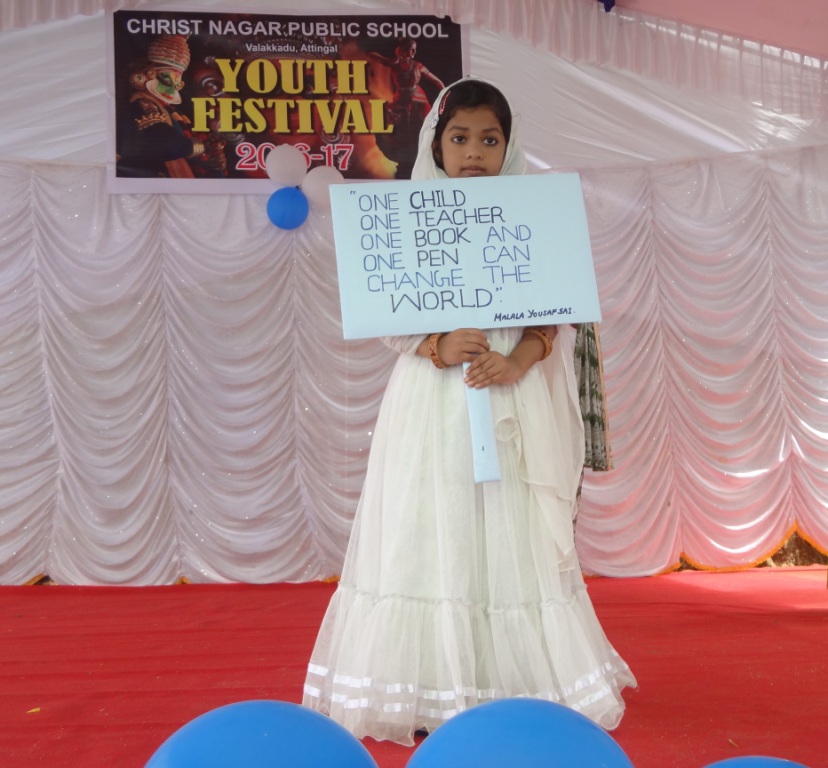 CHRIST NAGAR PUBLIC SCHOOL
Valakkadu, Attingal
YOUTH
FESTIVAL
"ONE CHILD
ONE TEACHER
ONE BOOK AND
ONE PEN CAN
CHANGE THE
WORLD".
MALALA YOUSAFSAI.